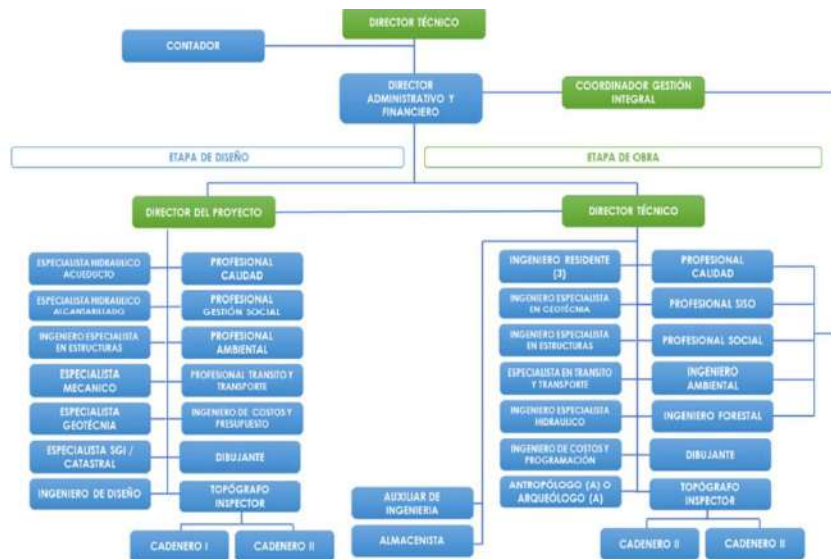 DIRECTOR TÉCNICO
CONTADOR
DIRECTOR
ADMINISTRATIVO Y
FINANCIERO
COORDINADOR GESTIÓN
INTEGRAL
ETAPA DE DISEÑO
ETAPA DE OBRA
DIRECTOR DEL PROYECTO
DIRECTOR TÉCNICO
ESPECIALISTA HIDRAULICO
ACUEDUCTO
PROFESIONAL
CALIDAD
ESPECIALISTA HIDRAULICO
ALCANTARILLADO
PROFESIONAL
GESTIÓN SOCIAL
INGENIERO ESPECIALISTA
EN ESTRUCTURAS
PROFESIONAL
AMBIENTAL
ESPECIALISTA
MECANICO
PROFESIONAL TRANSITO Y
TRANSPORTE
ESPECIALISTA
GEOTÉCNIA
INGENIERO DE COSTOS Y
PRESUPUESTO
ESPECIALISTA SGI /
CATASTRAL
DIBUJANTE
INGENIERO DE DISEÑO
TOPÓGRAFO
INSPECTOR
CADENERO I
CADENERO II
INGENIERO RESIDENTE
(3)
PROFESIONAL
CALIDAD
INGENIERO ESPECIALISTA
EN GEOTÉCNIA
PROFESIONAL SISO
INGENIERO ESPECIALISTA
EN ESTRUCTURAS
PROFESIONAL SOCIAL
ESPECIALISTA EN TRANSITO
Y TRANSPORTE
INGENIERO
AMBIENTAL
INGENIERO ESPECIALISTA
HIDRAULICO
INGENIERO FORESTAL
INGENIERO DE COSTOS Y
PROGRAMACIÓN
DIBUJANTE
ANTROPÓLOGO (A) O
ARQUEÓLOGO (A)
TOPÓGRAFO
INSPECTOR
AUXILIAR DE
INGENIERIA
ALMACENISTA
CADENERO II
CADENERO II